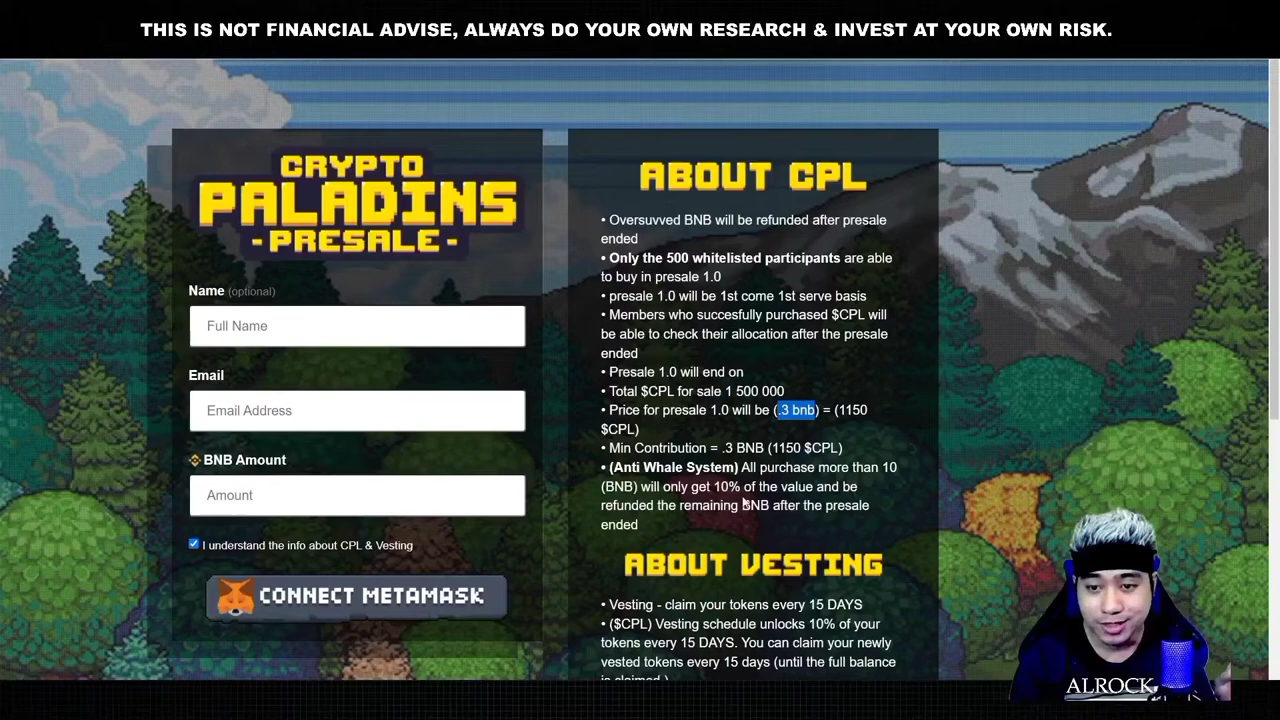 THIS IS NOT FINANCIAL ADVISE, ALWAYS DO YOUR OWN RESEARCH & INVEST AT YOUR OWN RISK.
CRYPTO
PALADINS
- PRESALE -
Name (optional)
Full Name
Email
Email Address
BNB Amount
Amount
I understand the info about CPL & Vesting
CONNECT METAMASK
ABOUT CPL
• Oversuvved BNB will be refunded after presale
ended
• Only the 500 whitelisted participants are able
to buy in presale 1.0
• presale 1.0 will be 1st come 1st serve basis
• Members who succesfully purchased $CPL will
be able to check their allocation after the presale
ended
• Presale 1.0 will end on
• Total $CPL for sale 1 500 000
• Price for presale 1.0 will be (.3 bnb) = (1150
$CPL)
• Min Contribution = .3 BNB (1150 $CPL)
• (Anti Whale System) All purchase more than 10
(BNB) will only get 10% of the value and be
refunded the remaining BNB after the presale
ended
ABOUT VESTING
• Vesting - claim your tokens every 15 DAYS
• ($CPL) Vesting schedule unlocks 10% of your
tokens every 15 DAYS. You can claim your newly
vested tokens every 15 days (until the full balance
is claimed.)
ALROCK